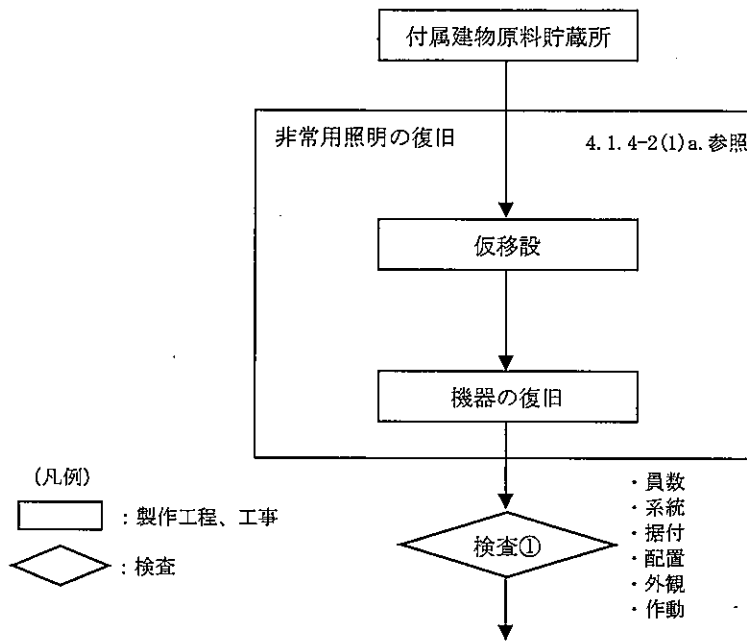 付属建物原料貯蔵所
非常用照明の復旧
4.1.4-2(1)a.参照
仮移設
機器の復旧
(凡例)
：製作工程、工事
：検査
検査①
・員数
・系統
・据付
・配置
・外観
・作動